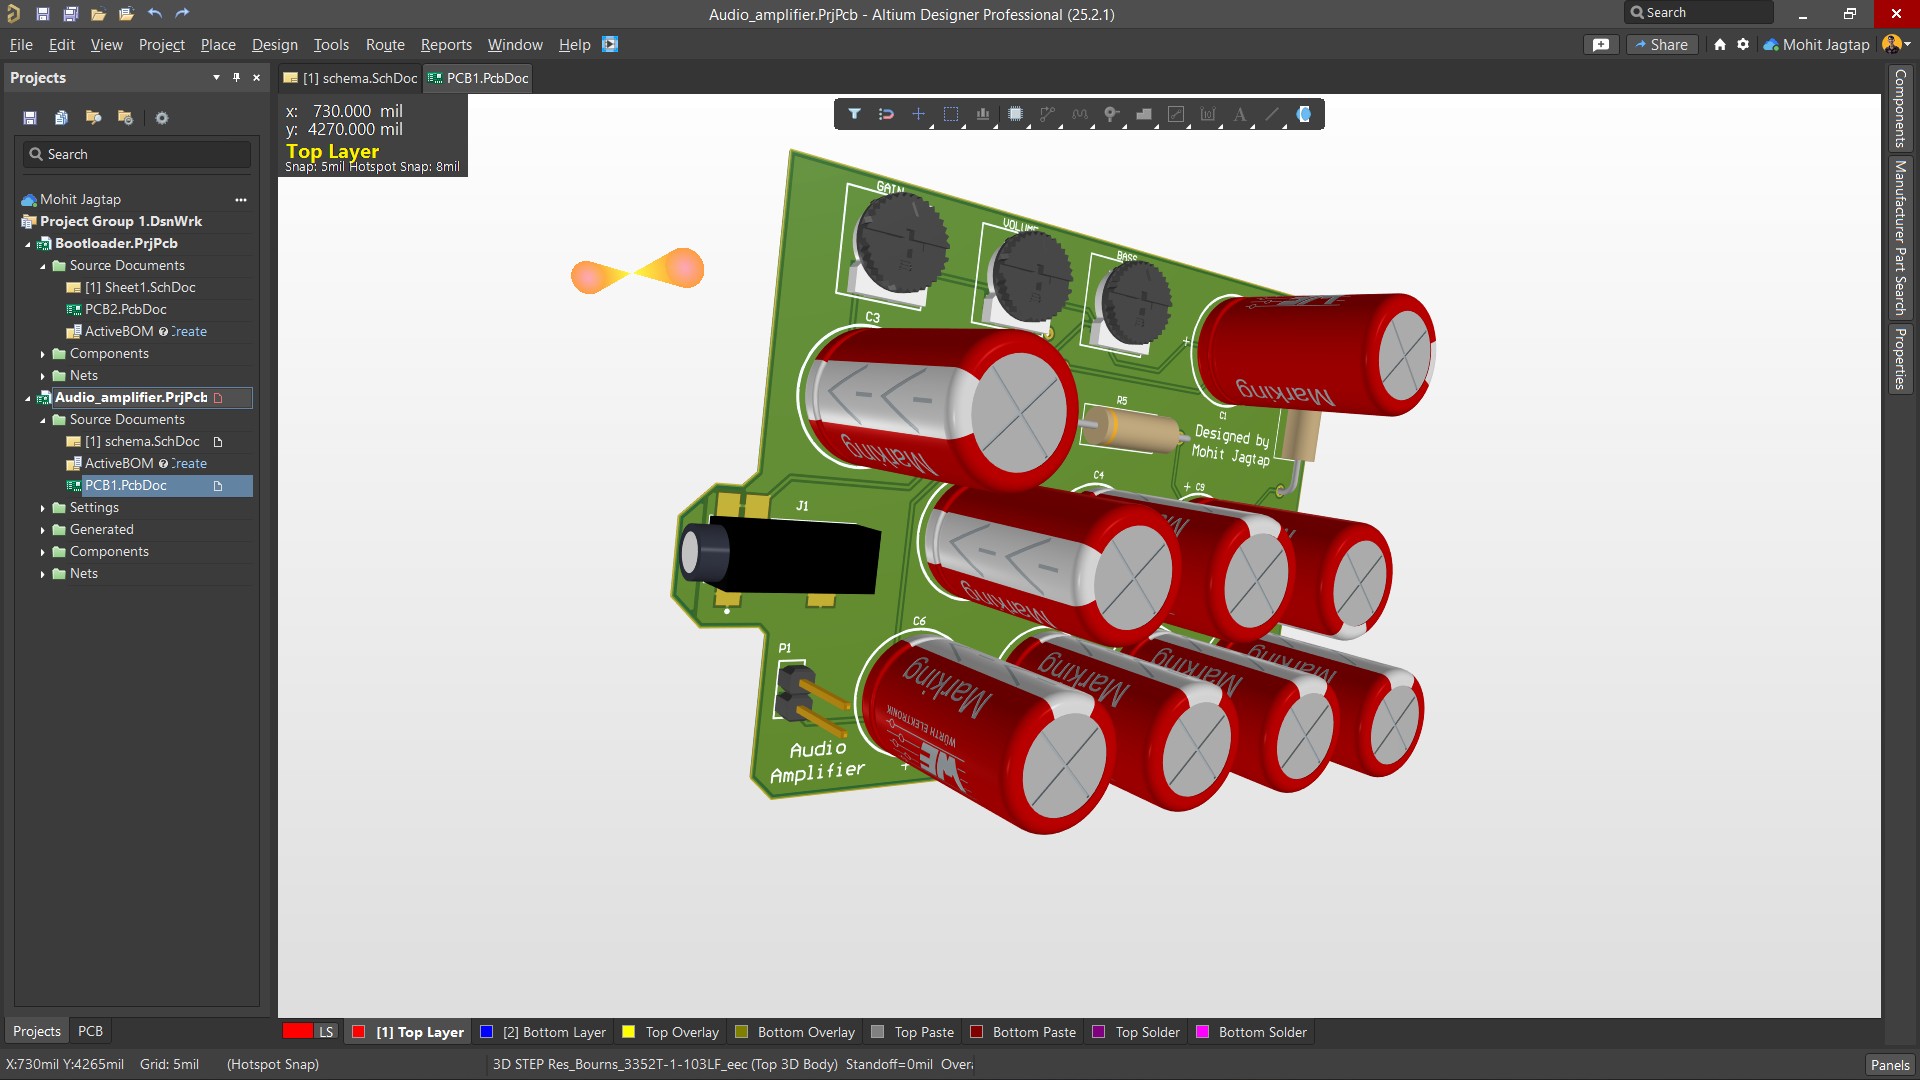 Audio_amplifier.PrjPcb - Altium Designer Professional (25.2.1)
Search
File Edit View Project Place Design Tools Route Reports Window Help
Share
Mohit Jagtap
Projects
[1] schema.SchDoc
PCB1.PcbDoc
x: 730.000 mil
y: 4270.000 mil
Top Layer
Snap: 5mil Hotspot Snap: 8mil
Search
Mohit Jagtap
Project Group 1.DsnWrk
Bootloader.PrjPcb
Source Documents
[1] Sheet1.SchDoc
PCB2.PcbDoc
ActiveBOM
Create
Components
Nets
Audio_amplifier.PrjPcb
Source Documents
[1] schema.SchDoc
ActiveBOM
Create
PCB1.PcbDoc
Settings
Generated
Components
Nets
Components
Manufacturer Part Search
Properties
GAIN
VOLUME
BASS
C3
Marking
Marking
R5
C1
Designed by
Mohit Jagtap
C4
+ C9
J1
Marking
C6
P1
Marking
Marking
Marking
Marking
WÜRTH ELEKTRONIK
WE
Audio
Amplifier
+
Projects
PCB
LS
[1] Top Layer
[2] Bottom Layer
Top Overlay
Bottom Overlay
Top Paste
Bottom Paste
Top Solder
Bottom Solder
X:730mil Y:4265mil Grid: 5mil (Hotspot Snap)
3D STEP Res_Bourns_3352T-1-103LF_eec (Top 3D Body) Standoff=0mil
Panels